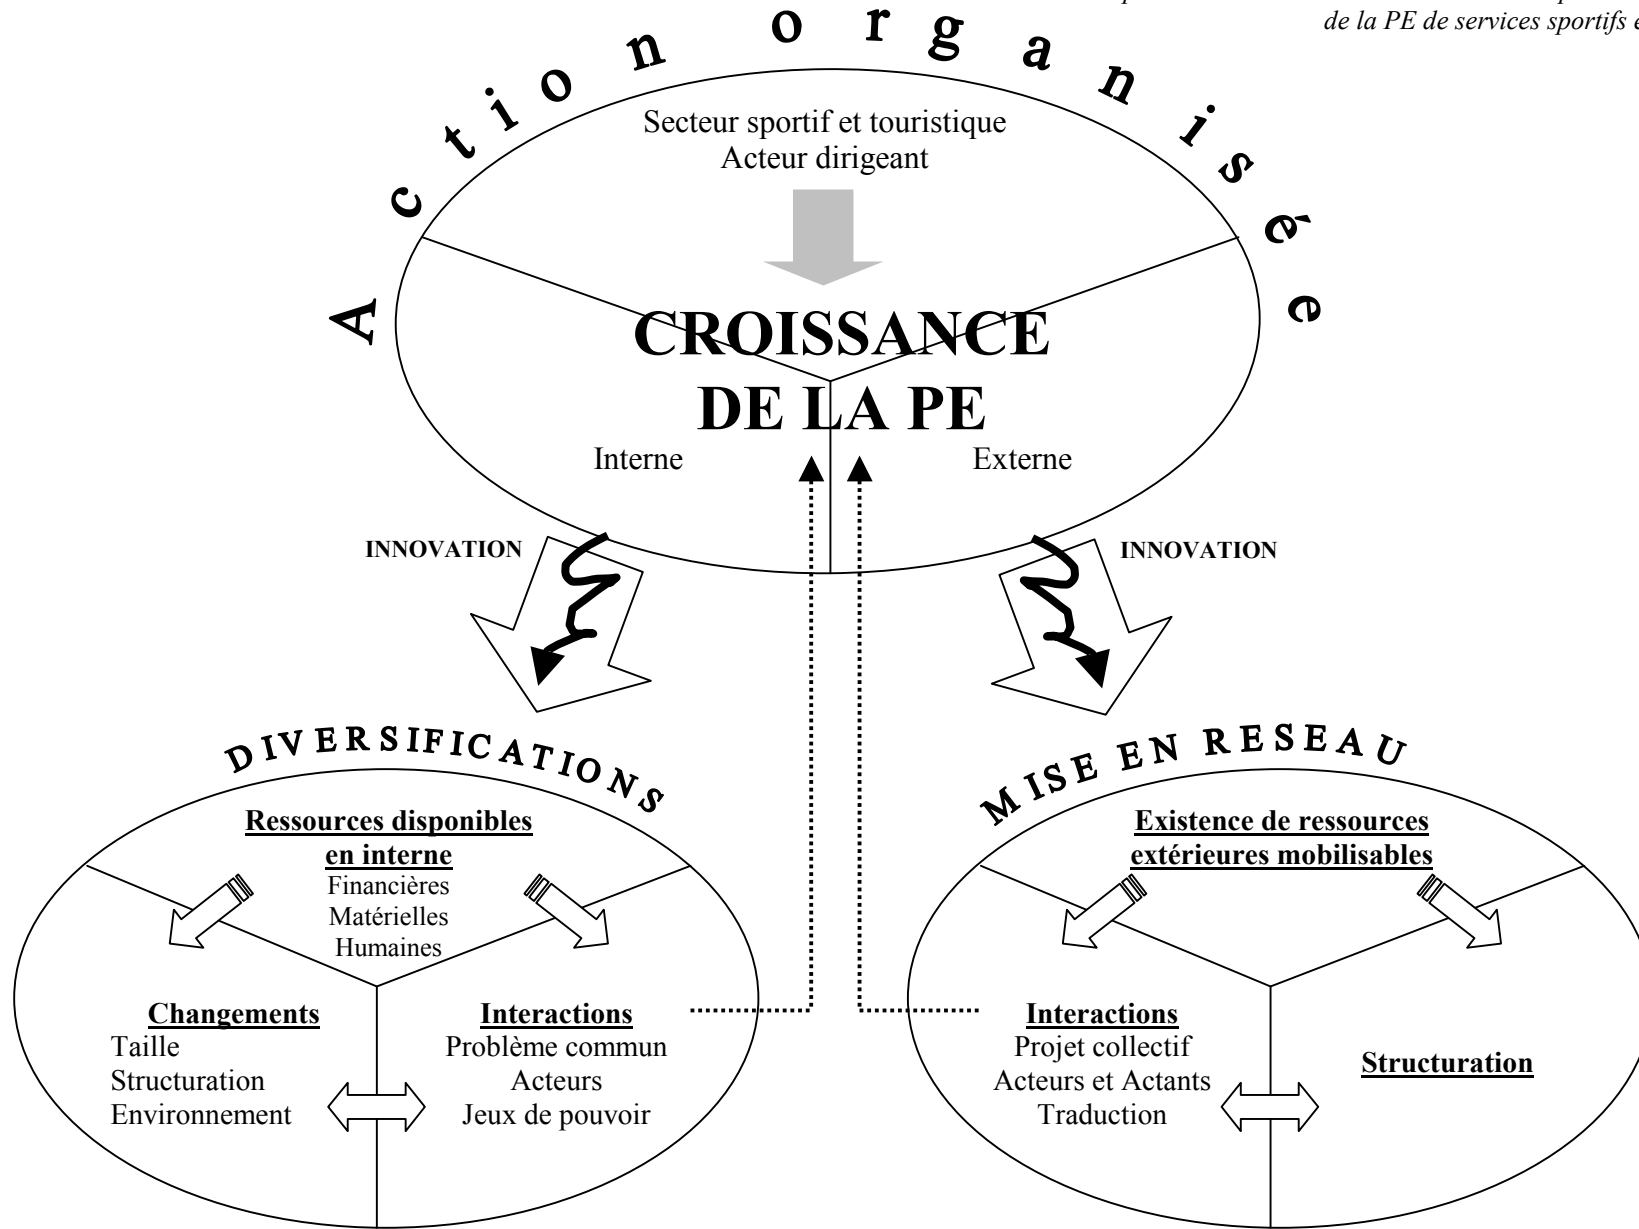 de la PE de services sportifs
Action organisée
Secteur sportif et touristique
Acteur dirigeant
CROISSANCE
DE LA PE
Interne
Externe
INNOVATION
INNOVATION
DIVERSIFICATIONS
Ressources disponibles
en interne
Financières
Matérielles
Humaines
Changements
Taille
Structuration
Environnement
Interactions
Problème commun
Acteurs
Jeux de pouvoir
MISE EN RESEAU
Existence de ressources
extérieures mobilisables
Interactions
Projet collectif
Acteurs et Actants
Traduction
Structuration